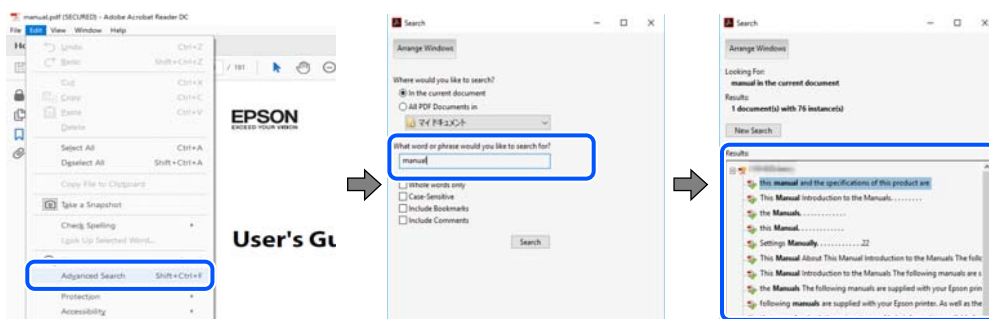 manual.pdf (SECURED) - Adobe Acrobat Reader DC
File Edit View Window Help
Undo Ctrl+Z
Redo Shift+Ctrl+Z
Cut Ctrl+X
Copy Ctrl+C
Paste Ctrl+V
Delete
Select All Ctrl+A
Deselect All Shift+Ctrl+A
Copy File to Clipboard
Take a Snapshot
Check Spelling
Look Up Selected Word...
Advanced Search Shift+Ctrl+F
Protection
Accessibility
/ 181
EPSON
EXCEED YOUR VISION
User's Gu
Search
Arrange Windows
Where would you like to search?
In the current document
All PDF Documents in
マイ ドキュメント
What word or phrase would you like to search for?
manual
Whole words only
Case-Sensitive
Include Bookmarks
Include Comments
Search
Search
Arrange Windows
Looking For:
manual in the current document
Results:
1 document(s) with 76 instance(s)
New Search
Results:
this manual and the specifications of this product are
This Manual Introduction to the Manuals. . . . . . . . .
the Manuals. . . . . . . . . . . .
this Manual. . . . . . . . . . . .
Settings Manually. . . . . . . . . . . . 22
This Manual About This Manual Introduction to the Manuals The follo
This Manual Introduction to the Manuals The following manuals are s
the Manuals The following manuals are supplied with your Epson prin
following manuals are supplied with your Epson printer. As well as the